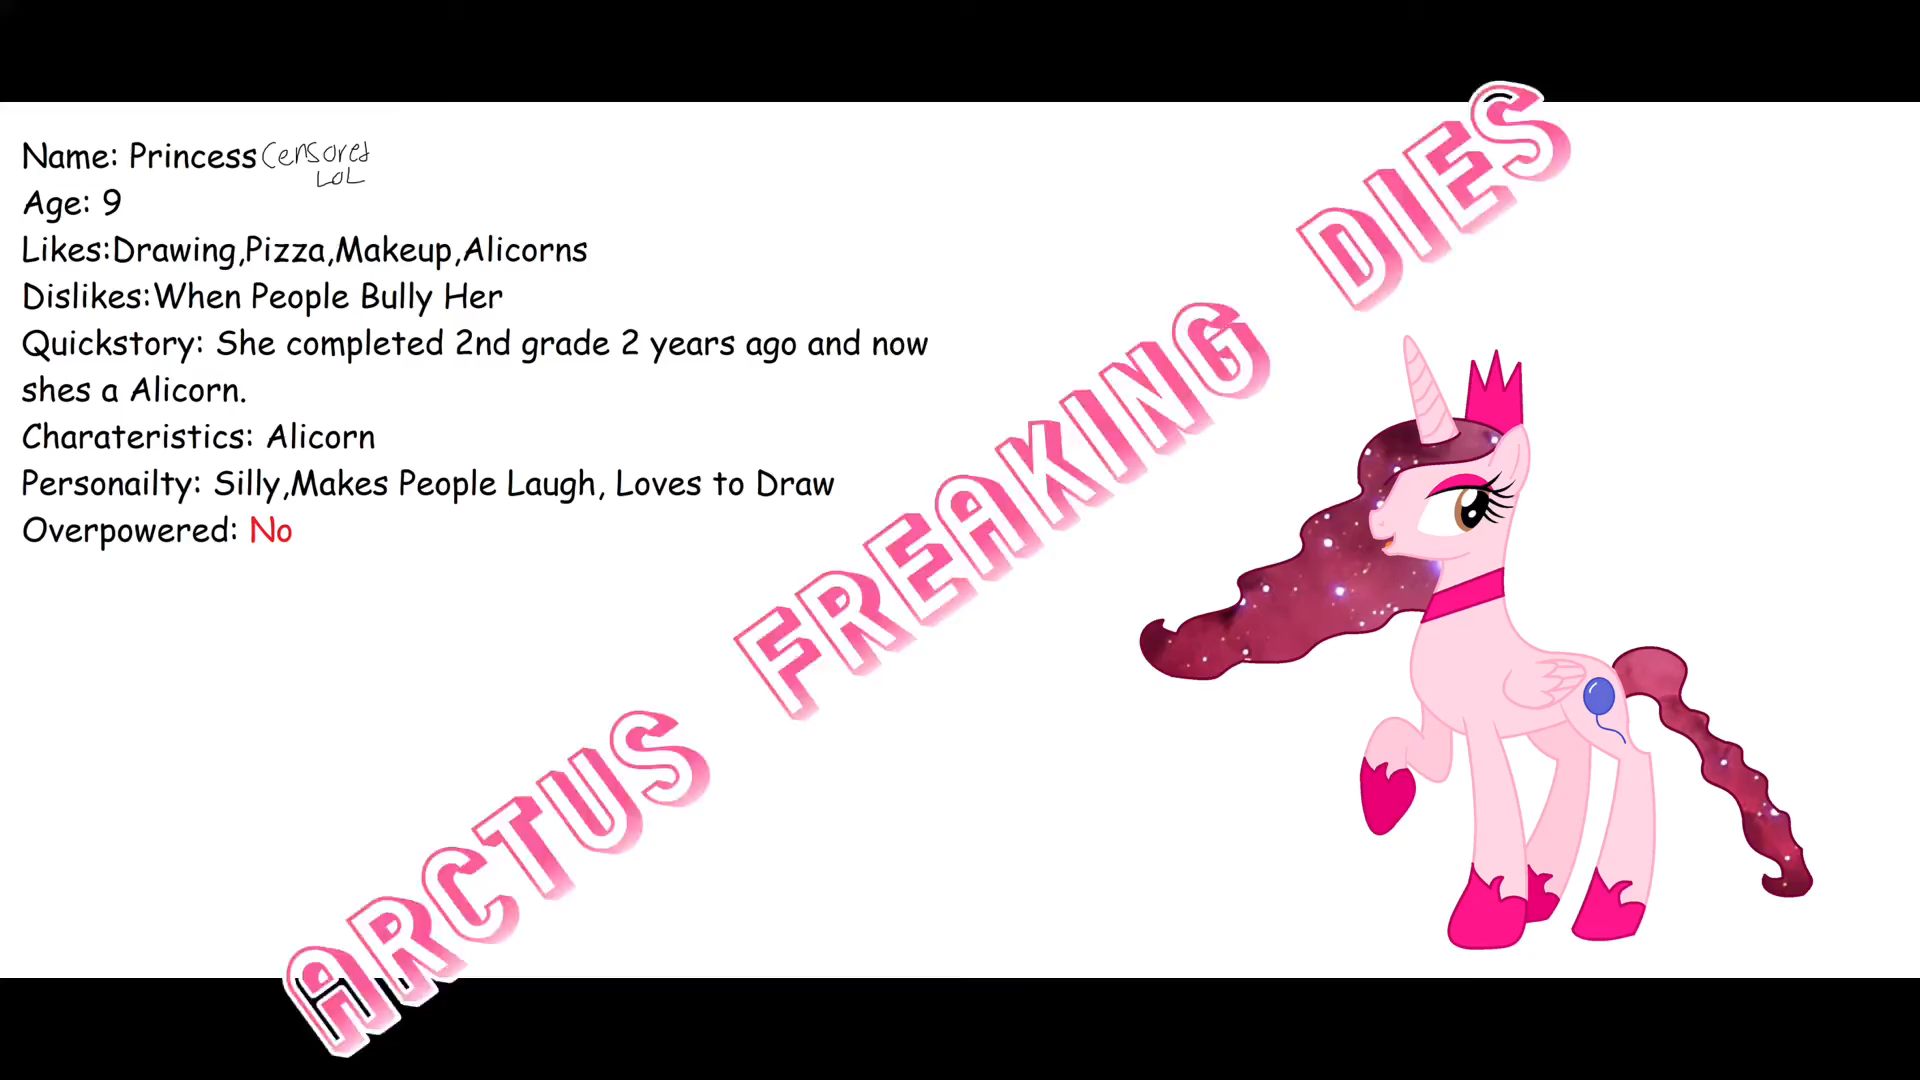 Name: Princess Censored
LOL
Age: 9
Likes:Drawing,Pizza,Makeup,Alicorns
Dislikes:When People Bully Her
Quickstory: She completed 2nd grade 2 years ago and now
shes a Alicorn.
Charateristics: Alicorn
Personailty: Silly,Makes People Laugh, Loves to Draw
Overpowered: No
ARCTUS FREAKING DIES